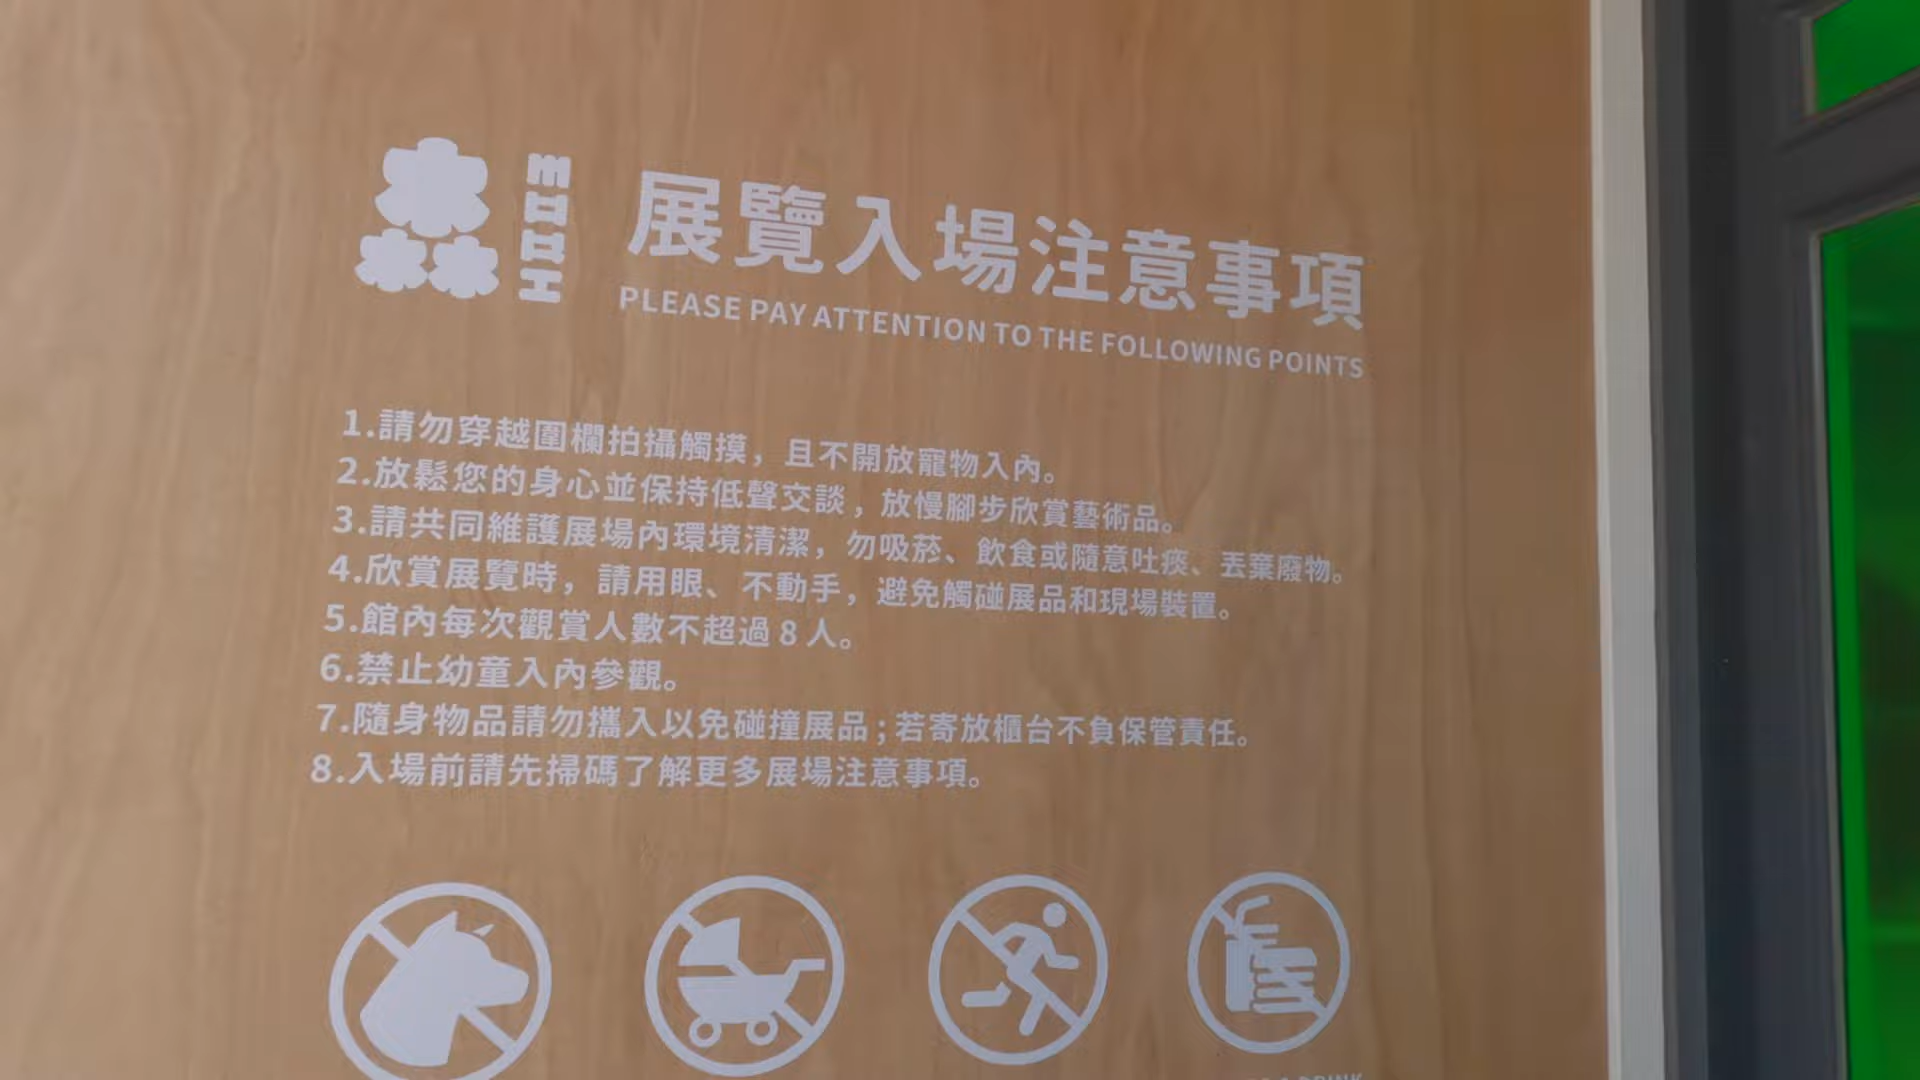 展覽入場注意事項
PLEASE PAY ATTENTION TO THE FOLLOWING POINTS
1.請勿穿越圍欄拍攝觸摸，且不開放寵物入內。
2.放鬆您的身心並保持低聲交談，放慢腳步欣賞藝術品。
3.請共同維護展場內環境清潔，勿吸菸、飲食或隨意吐痰、丟棄廢物。
4.欣賞展覽時，請用眼、不動手，避免觸碰展品和現場裝置。
5.館內每次觀賞人數不超過8人。
6.禁止幼童入內參觀。
7.隨身物品請勿攜入以免碰撞展品;若寄放櫃台不負保管責任。
8.入場前請先掃碼了解更多展場注意事項。